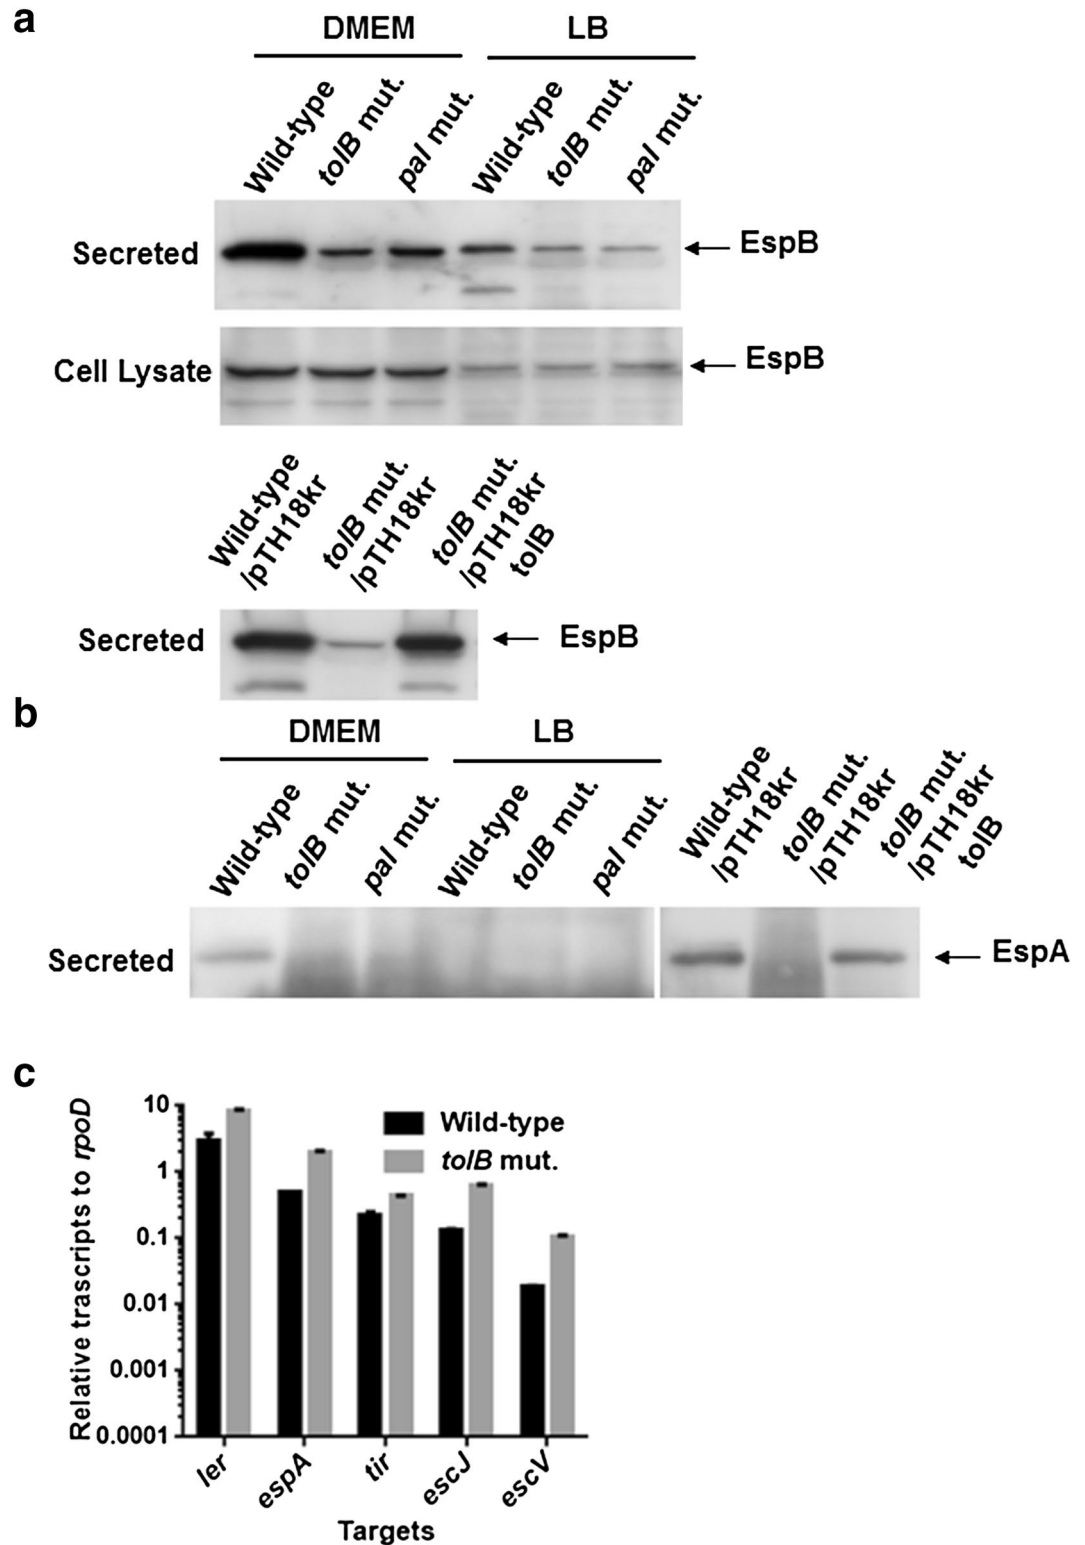 a
DMEM LB
Wild-type
tolB mut.
pal mut.
Wild-type
tolB mut.
pal mut.
Secreted
EspB
Cell Lysate
EspB
Wild-type
/pTH18kr
tolB mut.
/pTH18kr
tolB mut.
/pTH18kr
tolB
Secreted
EspB
b
DMEM LB
Wild-type
tolB mut.
pal mut.
Wild-type
tolB mut.
pal mut.
Wild-type
/pTH18kr
tolB mut.
/pTH18kr
tolB mut.
/pTH18kr
tolB
Secreted
EspA
c
Relative trascripts to rpoD
10
1
0.1
0.01
0.001
0.0001
Wild-type
tolB mut.
ler
espA
tir
escJ
escV
Targets